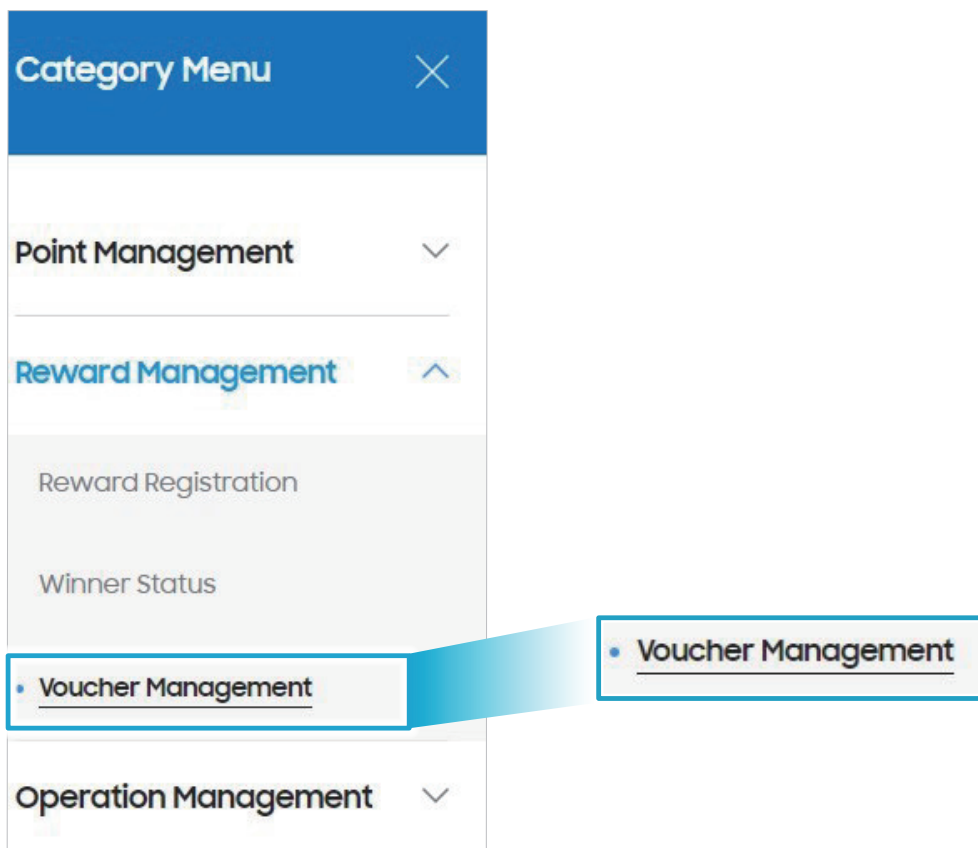 Category Menu
Point Management
Reward Management
Reward Registration
Winner Status
Voucher Management
Voucher Management
Operation Management